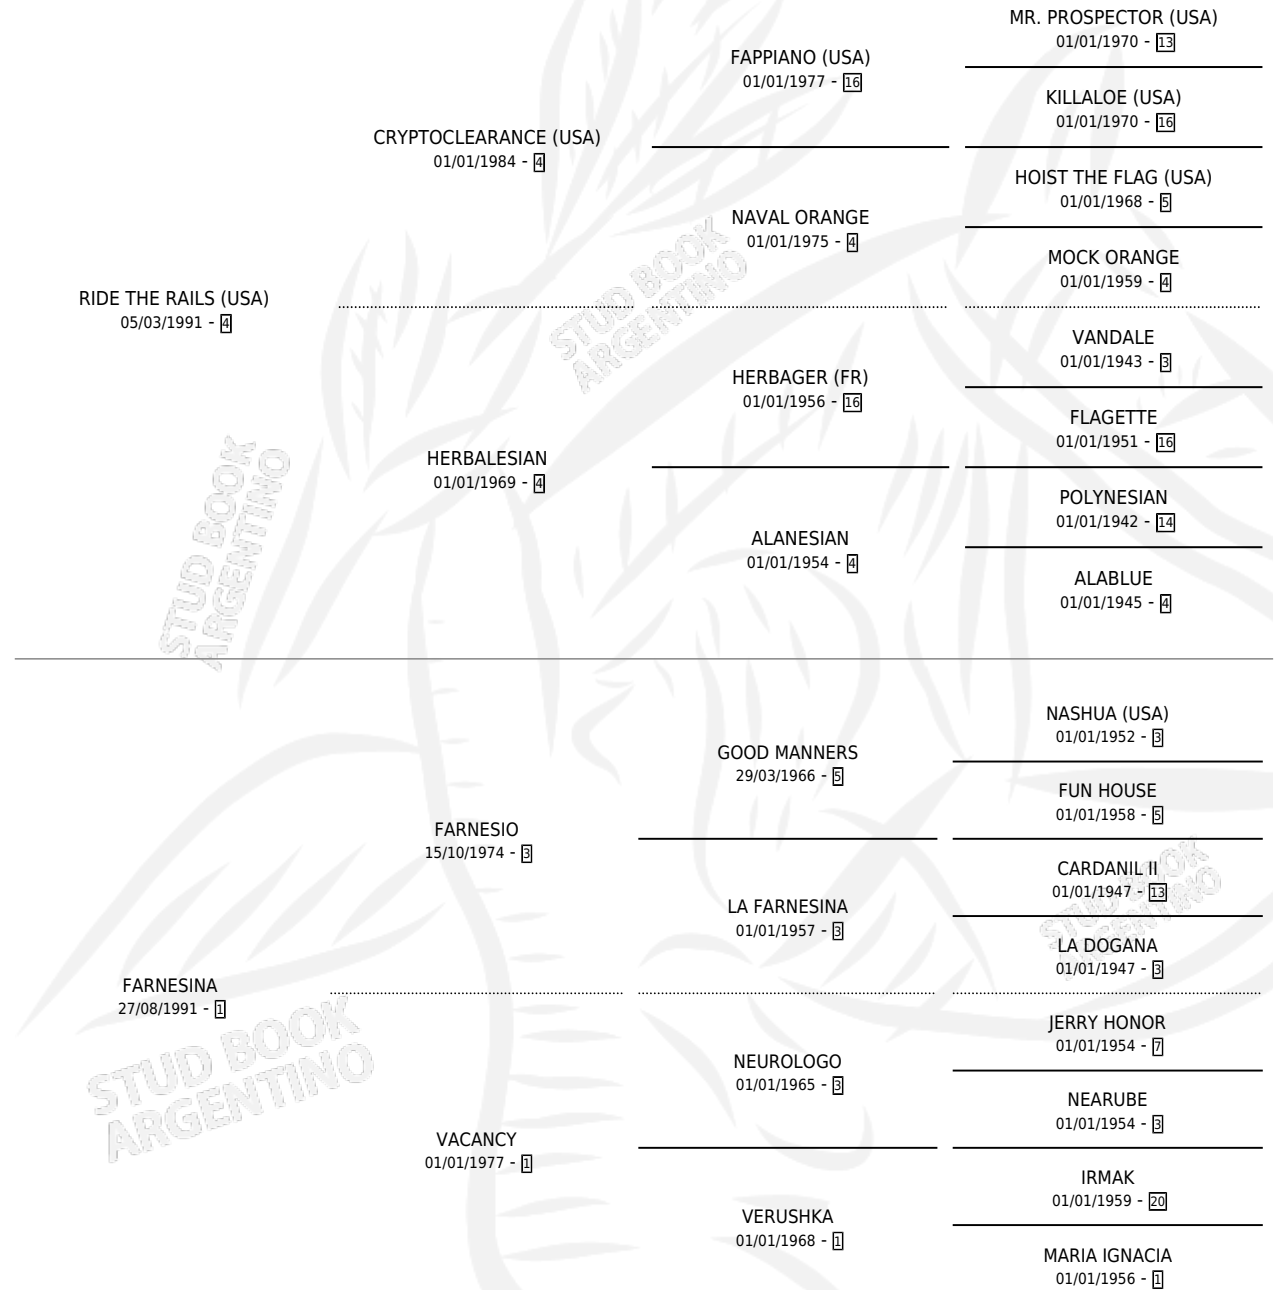 MR. PROSPECTOR (USA)
01/01/1970 - 13
FAPPIANO (USA)
01/01/1977 - 16
KILLALOE (USA)
01/01/1970 - 16
CRYPTOCLEARANCE (USA)
01/01/1984 - 4
HOIST THE FLAG (USA)
01/01/1968 - 5
NAVAL ORANGE
01/01/1975 - 4
MOCK ORANGE
01/01/1959 - 4
RIDE THE RAILS (USA)
05/03/1991 - 4
VANDALE
01/01/1943 - 3
HERBAGER (FR)
01/01/1956 - 16
FLAGETTE
01/01/1951 - 16
HERBALESIAN
01/01/1969 - 4
POLYNESIAN
01/01/1942 - 14
ALANESIAN
01/01/1954 - 4
ALABLUE
01/01/1945 - 4
NASHUA (USA)
01/01/1952 - 3
GOOD MANNERS
29/03/1966 - 5
FUN HOUSE
01/01/1958 - 5
FARNESIO
15/10/1974 - 3
CARDANIL II
01/01/1947 - 13
LA FARNESINA
01/01/1957 - 3
LA DOGANA
01/01/1947 - 3
FARNESINA
27/08/1991 - 1
JERRY HONOR
01/01/1954 - 7
NEUROLOGO
01/01/1965 - 3
NEARUBE
01/01/1954 - 3
VACANCY
01/01/1977 - 1
IRMAK
01/01/1959 - 20
VERUSHKA
01/01/1968 - 1
MARIA IGNACIA
01/01/1956 - 1
STUD BOOK
ARGENTINO
STUD BOOK
ARGENTINO
STUD BOOK
ARGENTINO
STUD BOOK
ARGENTINO